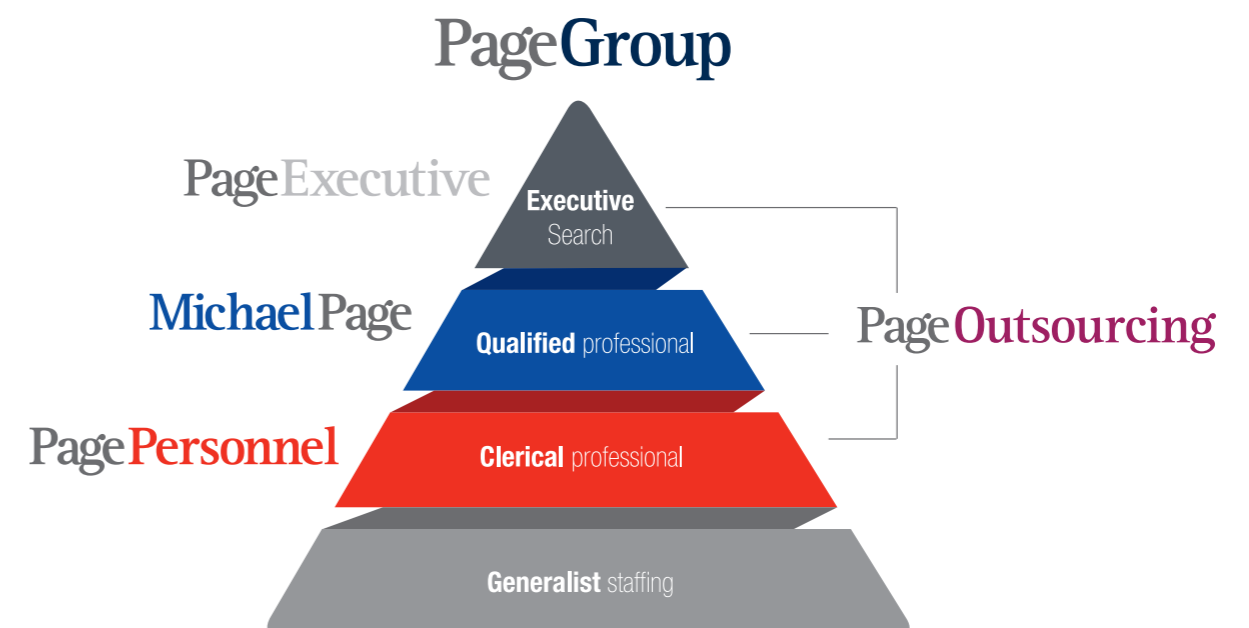 PageGroup
PageExecutive
Executive
Search
MichaelPage
Qualified professional
PageOutsourcing
PagePersonnel
Clerical professional
Generalist staffing